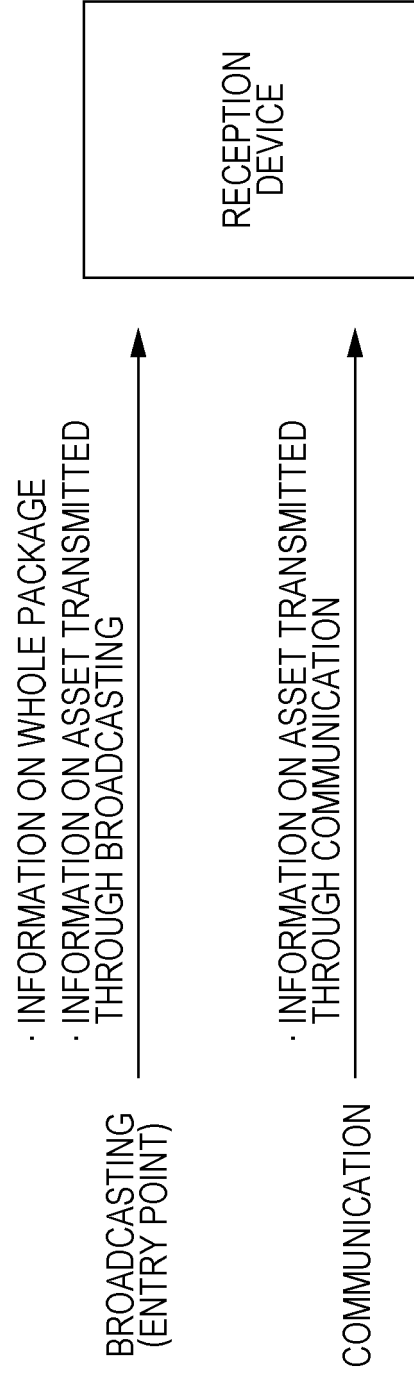 · INFORMATION ON WHOLE PACKAGE
· INFORMATION ON ASSET TRANSMITTED
THROUGH BROADCASTING
BROADCASTING
(ENTRY POINT)
RECEPTION
DEVICE
· INFORMATION ON ASSET TRANSMITTED
THROUGH COMMUNICATION
COMMUNICATION